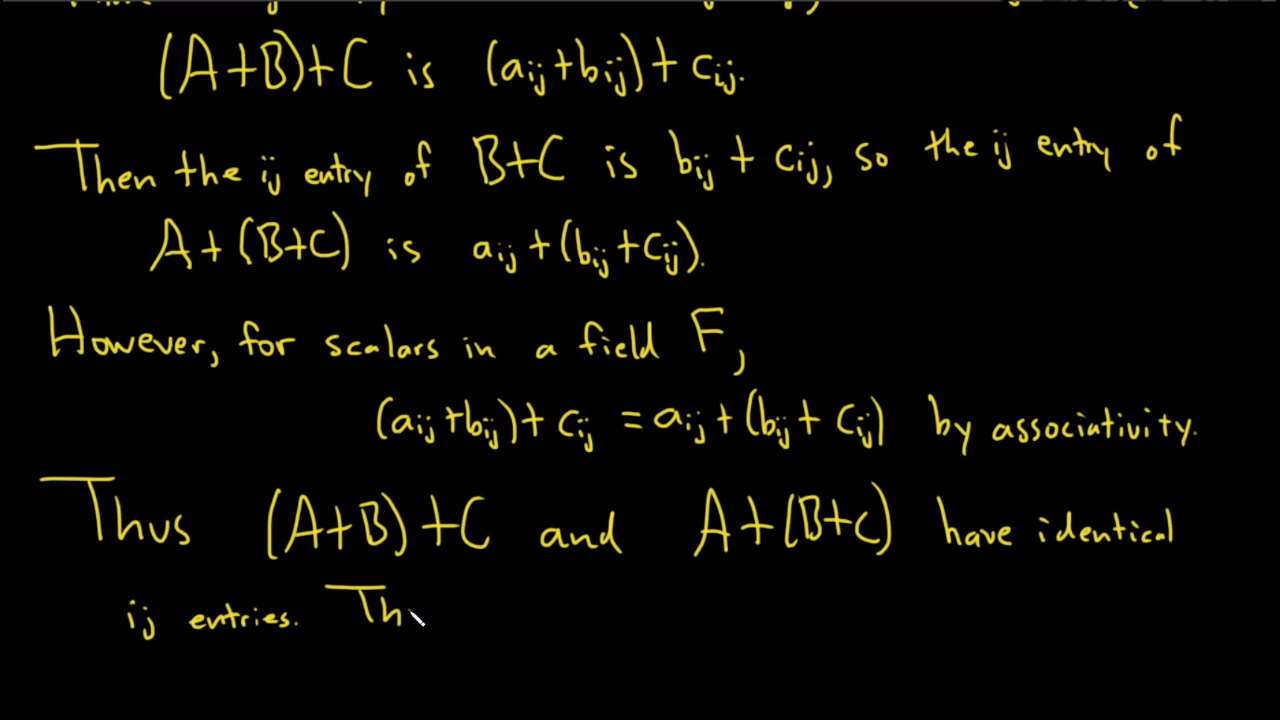 (A+B)+C is (aij+bij)+cij.
Then the ij entry of B+C is bij + cij, so the ij entry of
A+(B+C) is aij+(bij+cij).
However, for scalars in a field F,
(aij+bij)+cij = aij+(bij+cij) by associativity.
Thus (A+B)+C and A+(B+C) have identical
ij entries. Th